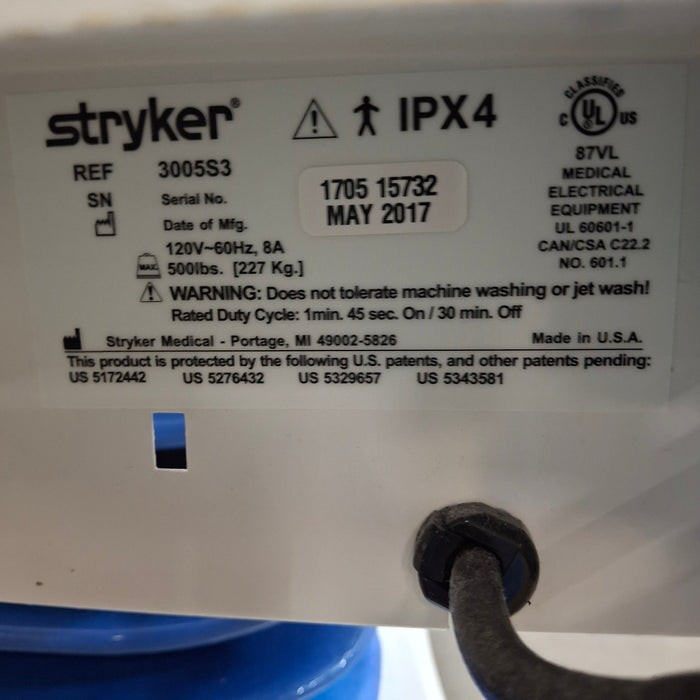 stryker®
IPX4
REF 3005S3
SN Serial No.
1705 15732
Date of Mfg.
MAY 2017
120V~60Hz, 8A
MAX 500lbs. [227 Kg.]
CLASSIFIED
C UL US
87VL
MEDICAL
ELECTRICAL
EQUIPMENT
UL 60601-1
CAN/CSA C22.2
NO. 601.1
WARNING: Does not tolerate machine washing or jet wash!
Rated Duty Cycle: 1min. 45 sec. On / 30 min. Off
Stryker Medical - Portage, MI 49002-5826 Made in U.S.A.
This product is protected by the following U.S. patents, and other patents pending:
US 5172442 US 5276432 US 5329657 US 5343581